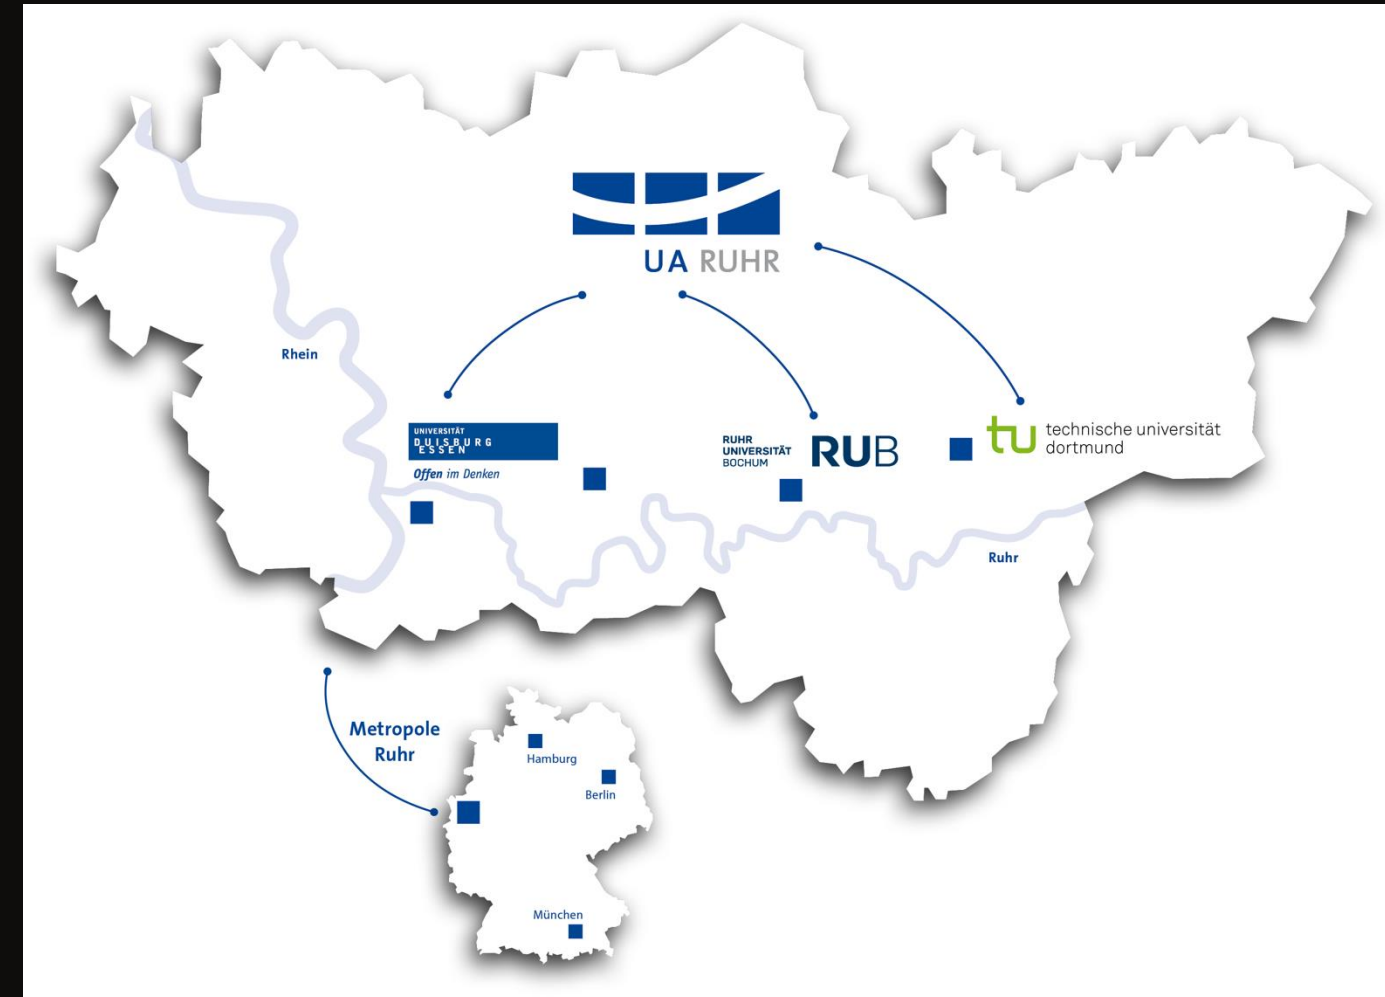 UA RUHR
Rhein
UNIVERSITÄT
DUISBURG
ESSEN
Offen im Denken
RUHR
UNIVERSITÄT
BOCHUM
RUB
tu technische universität
dortmund
Ruhr
Metropole
Ruhr
Hamburg
Berlin
München